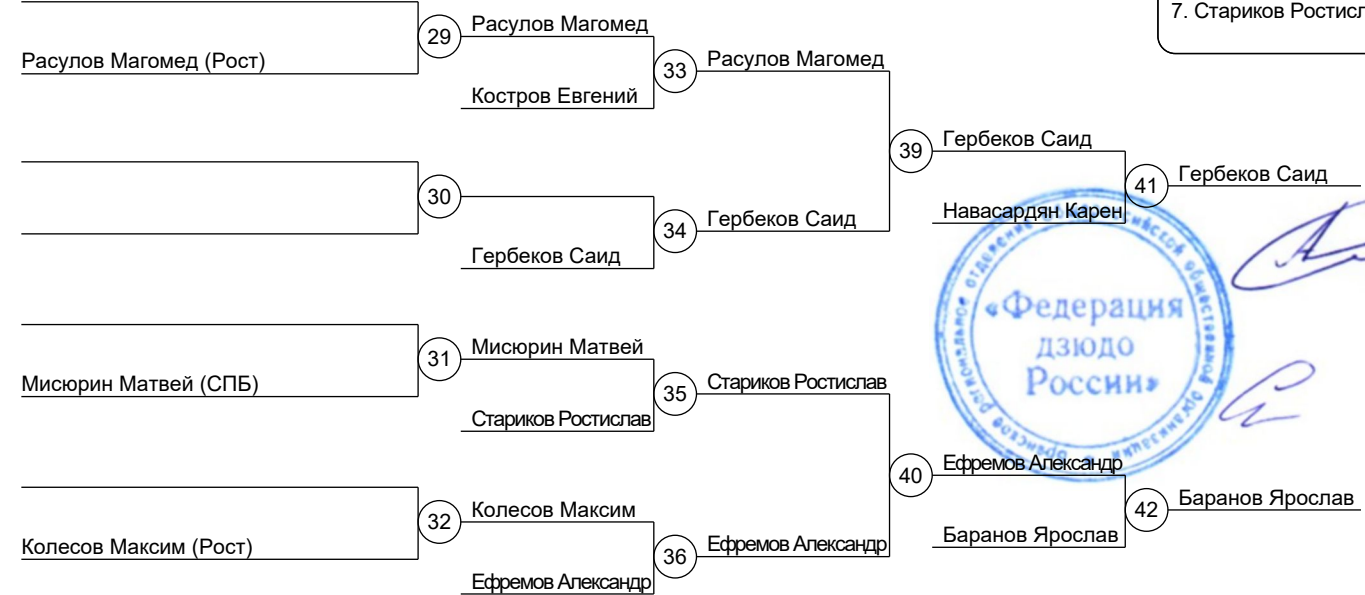 7. Стариков Ростисл
29
Расулов Магомед
Расулов Магомед (Рост)
33
Расулов Магомед
Костров Евгений
39
Гербеков Саид
41
Гербеков Саид
30
Навасардян Карен
34
Гербеков Саид
Гербеков Саид
«Федерация
дзюдо
России»
31
Мисюрин Матвей
Мисюрин Матвей (СПБ)
35
Стариков Ростислав
Стариков Ростислав
40
Ефремов Александр
42
Баранов Ярослав
32
Колесов Максим
Колесов Максим (Рост)
Баранов Ярослав
36
Ефремов Александр
Ефремов Александр